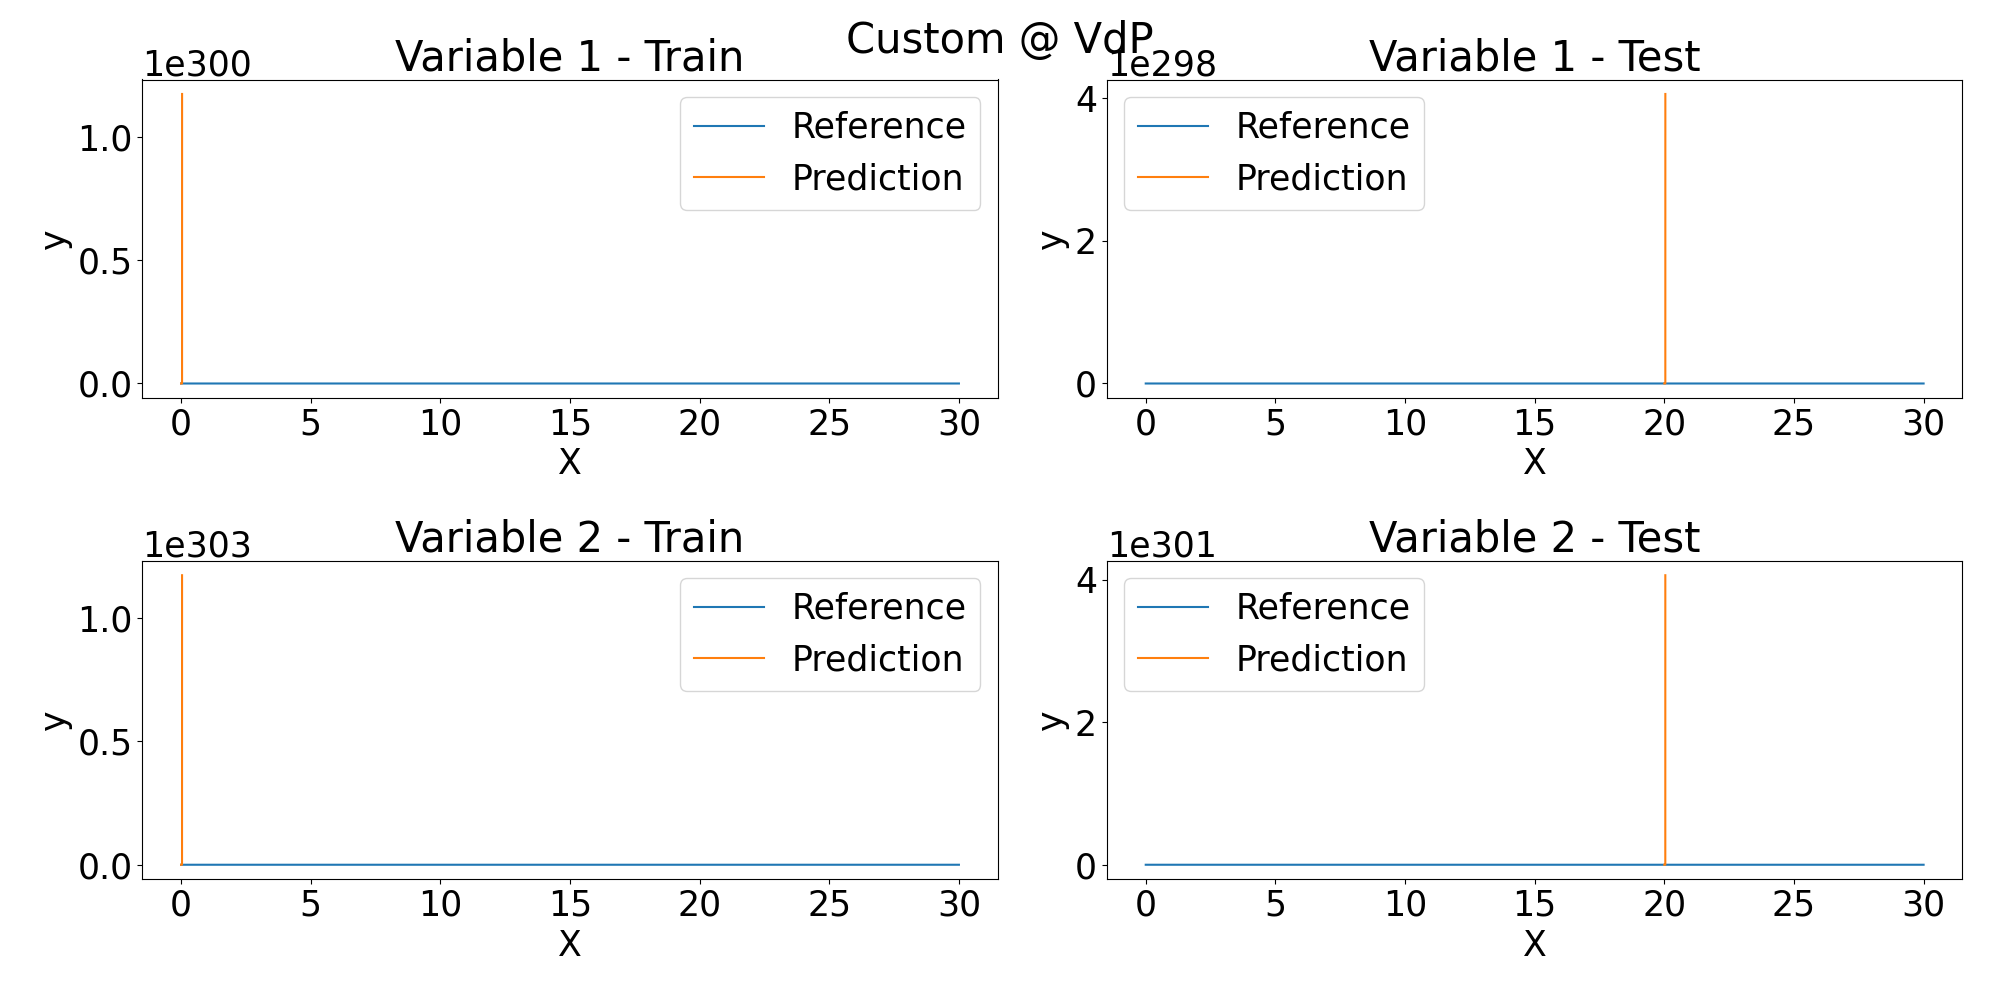 Custom @ VdP
Variable 1 - Train
1e300
1.0
0.5
0.0
y
Reference
Prediction
0 5 10 15 20 25 30
X
Variable 1 - Test
1e298
4
2
0
y
Reference
Prediction
0 5 10 15 20 25 30
X
Variable 2 - Train
1e303
1.0
0.5
0.0
y
Reference
Prediction
0 5 10 15 20 25 30
X
Variable 2 - Test
1e301
4
2
0
y
Reference
Prediction
0 5 10 15 20 25 30
X